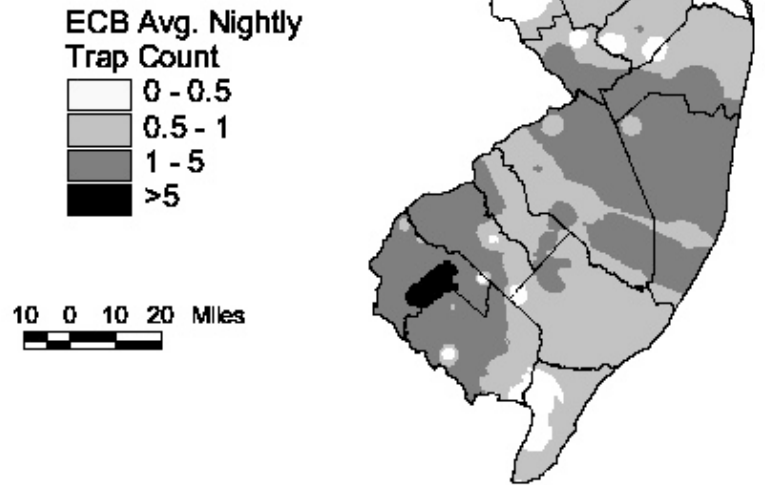 ECB Avg. Nightly
Trap Count
0 - 0.5
0.5 - 1
1 - 5
>5
10 0 10 20 Miles